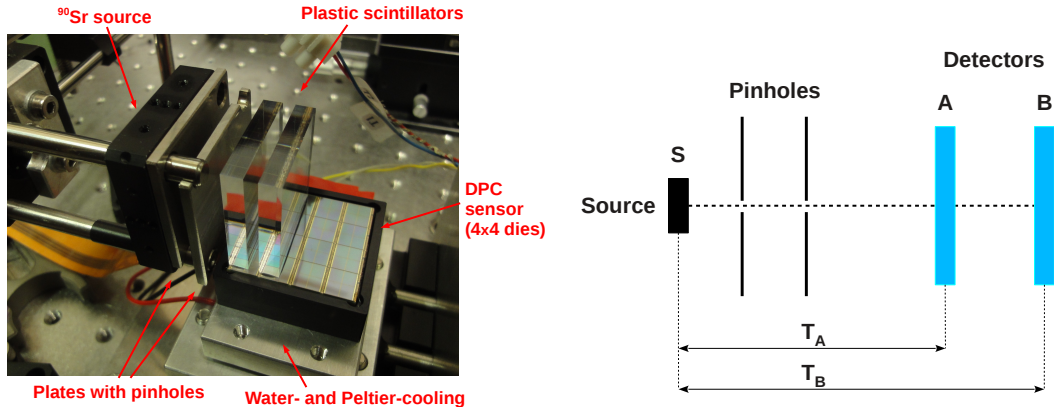 ⁹⁰Sr source
Plastic scintillators
DPC
sensor
(4x4 dies)
Plates with pinholes
Water- and Peltier-cooling
Detectors
Pinholes
A
B
S
Source
T_A
T_B